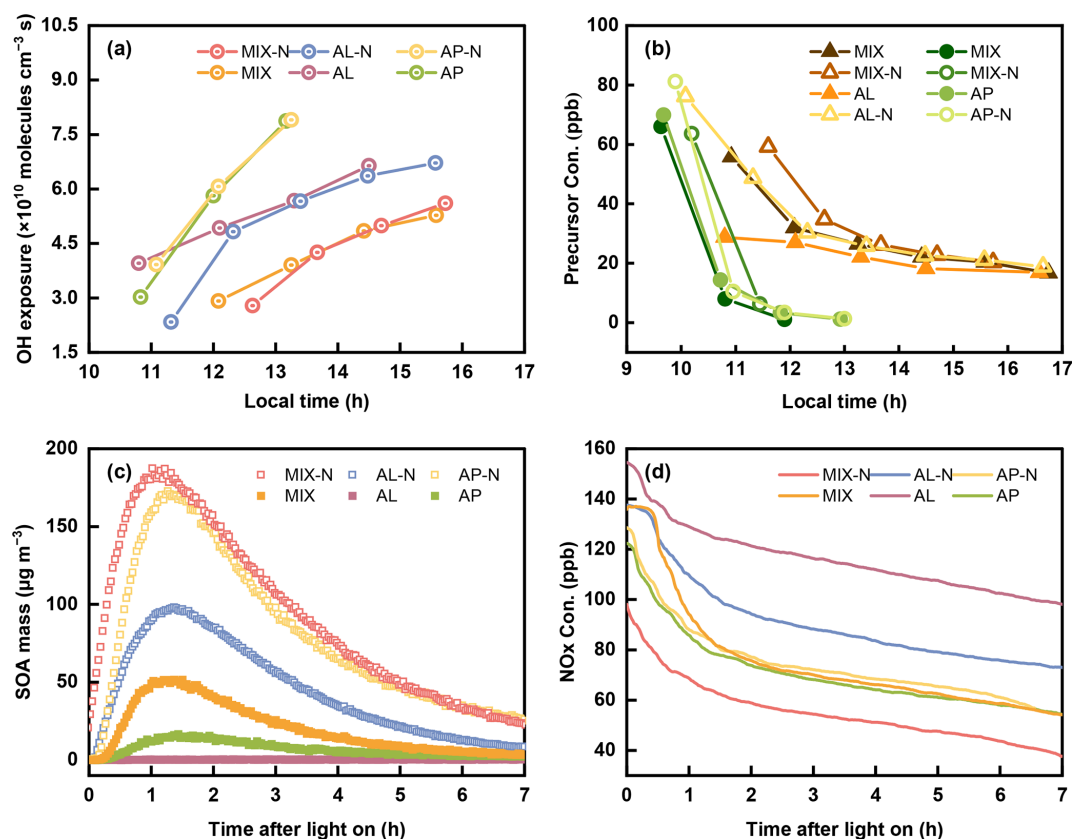 (a)
MIX-N AL-N AP-N
MIX AL AP
10.5
9.0
7.5
6.0
4.5
3.0
1.5
OH exposure (×10¹⁰ molecules cm⁻³ s)
10 11 12 13 14 15 16 17
Local time (h)
(b)
MIX MIX
MIX-N MIX-N
AL AP
AL-N AP-N
100
80
60
40
20
0
Precursor Con. (ppb)
9 10 11 12 13 14 15 16 17
Local time (h)
(c)
MIX-N AL-N AP-N
MIX AL AP
200
150
100
50
0
SOA mass (µg m⁻³)
0 1 2 3 4 5 6 7
Time after light on (h)
(d)
MIX-N AL-N AP-N
MIX AL AP
160
140
120
100
80
60
40
NOx Con. (ppb)
0 1 2 3 4 5 6 7
Time after light on (h)